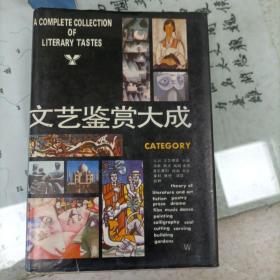 A COMPLETE COLLECTION
OF
LITERARY TASTES
文艺鉴赏大成
CATEGORY
theory of
literature and art
fiction poetry
prose drama
film music dance
painting
calligraphy seal
cutting carving
building
gardens